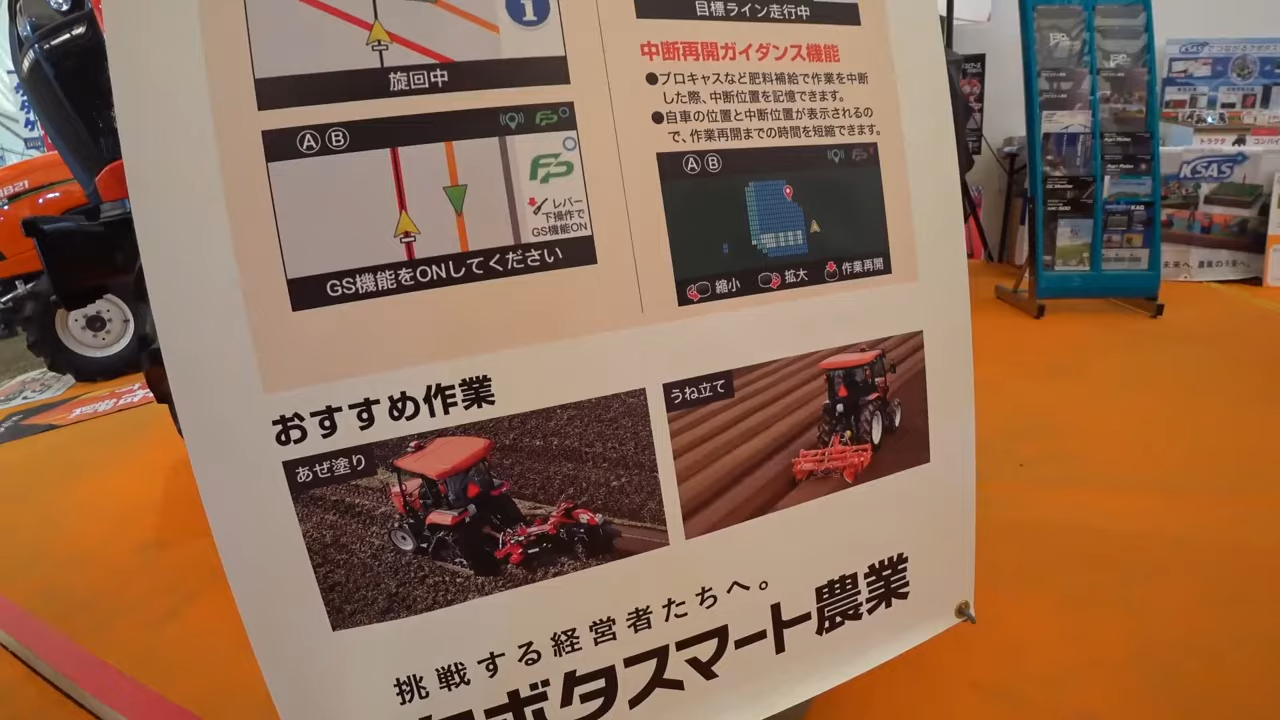 旋回中
Ⓐ Ⓑ
FP
FP
レバー
下操作で
GS機能ON
GS機能をONしてください
目標ライン走行中
中断再開ガイダンス機能
●ブロキャスなど肥料補給で作業を中断
した際、中断位置を記憶できます。
●自車の位置と中断位置が表示されるの
で、作業再開までの時間を短縮できます。
Ⓐ Ⓑ
縮小 拡大 作業再開
おすすめ作業
あぜ塗り
うね立て
挑戦する経営者たちへ。
ボタスマート農業
KSAS
KSAS
トラクタ